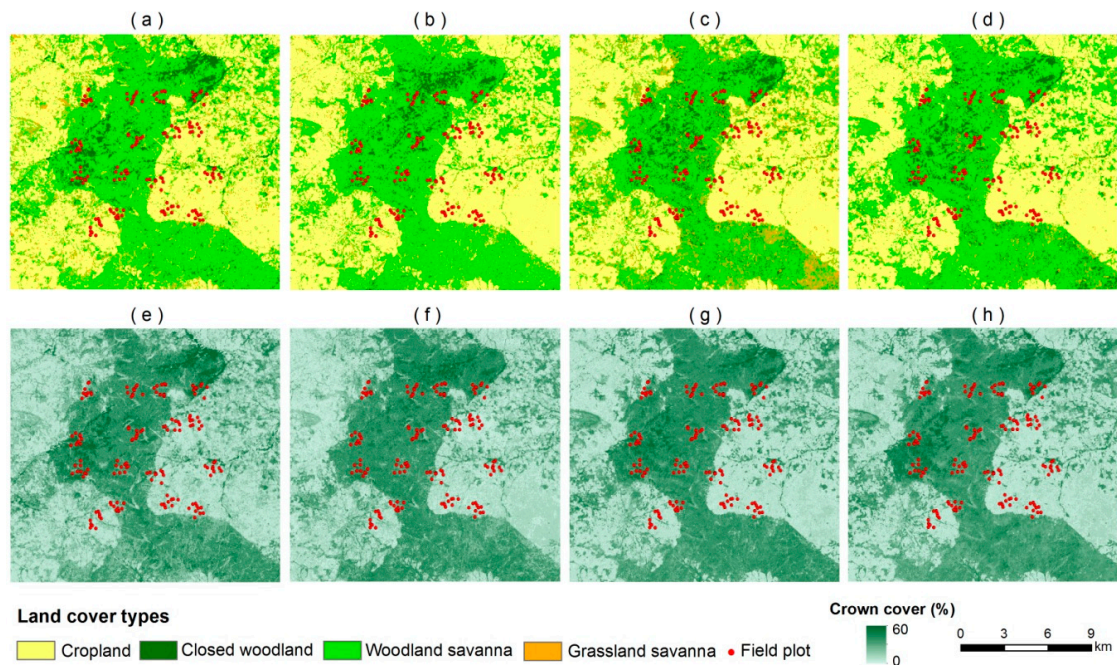 ( a ) ( b ) ( c ) ( d )
( e ) ( f ) ( g ) ( h )
Land cover types
Cropland Closed woodland Woodland savanna Grassland savanna Field plot
Crown cover (%)
60
0
0 3 6 9
km